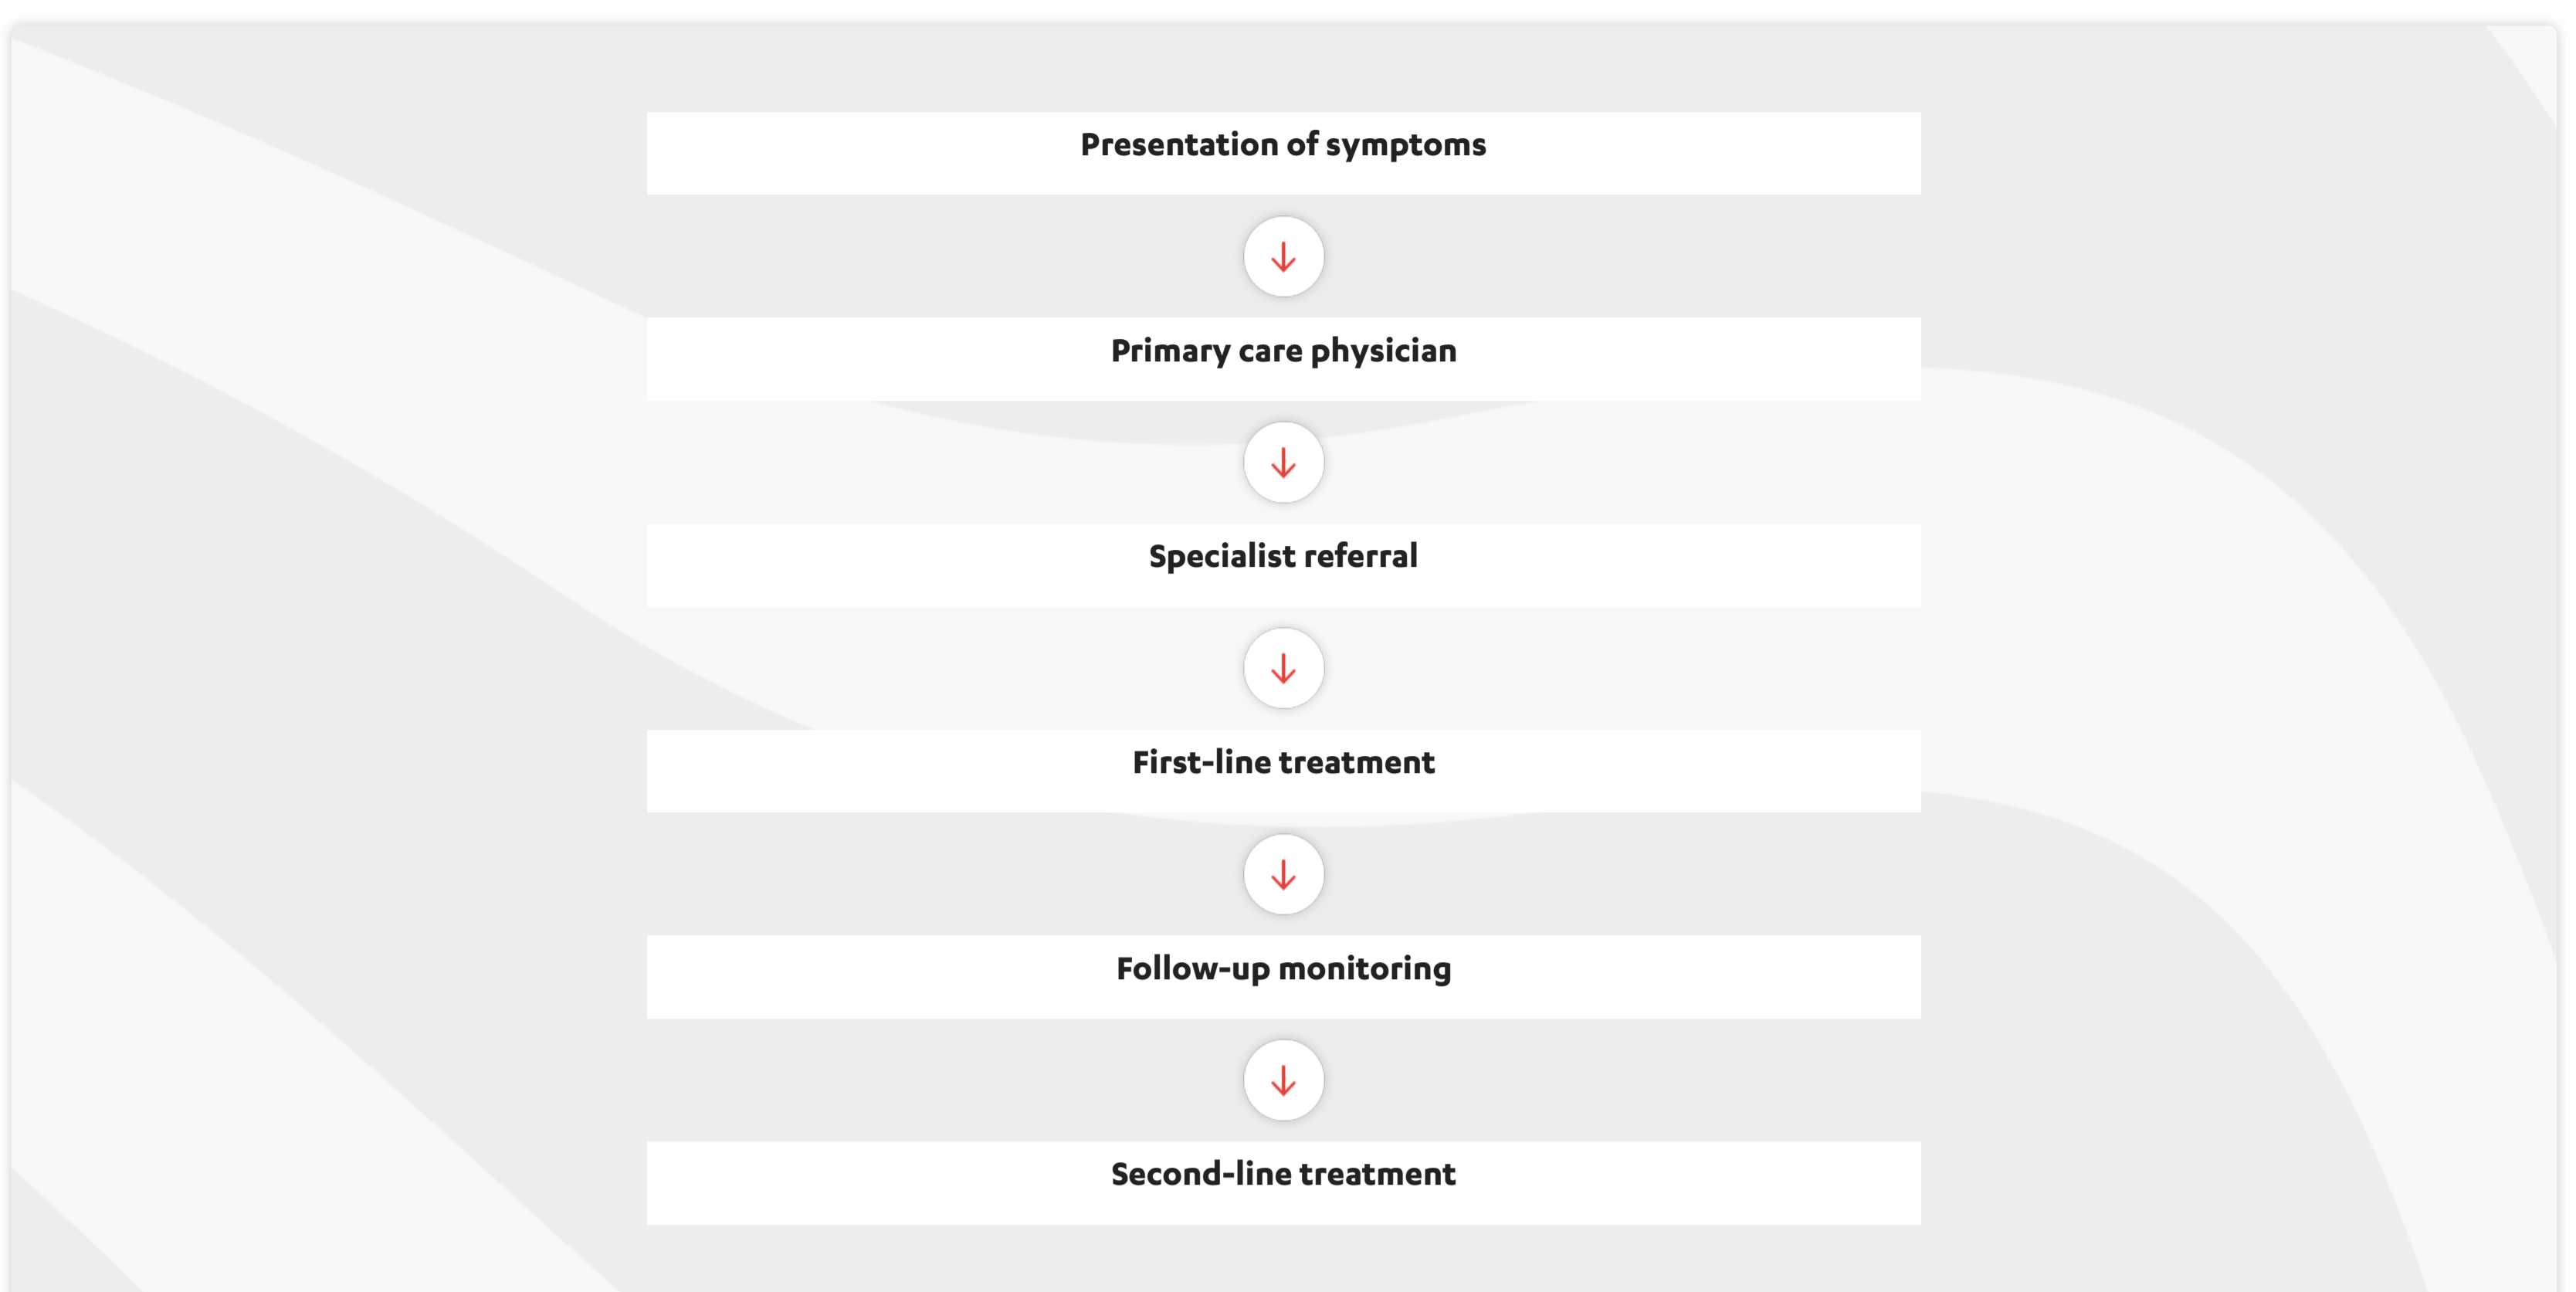 Presentation of symptoms
Primary care physician
Specialist referral
First-line treatment
Follow-up monitoring
Second-line treatment